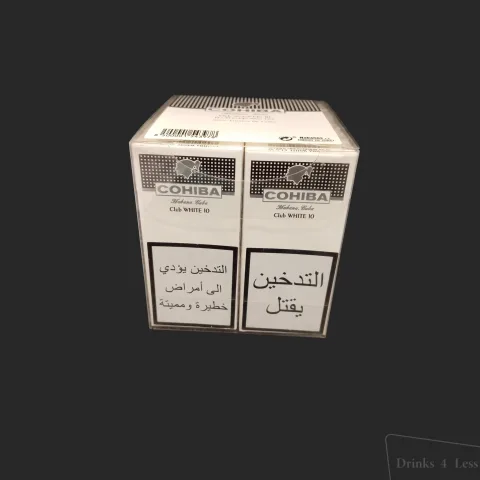 COHIBA
COHIBA
Habana, Cuba
Club WHITE 10
التدخين يؤدي
الى أمراض
خطيرة ومميتة
COHIBA
Habana, Cuba
Club WHITE 10
التدخين
يقتل
Drinks 4 Less